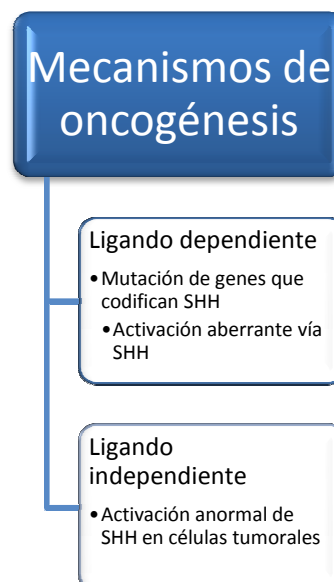 Mecanismos de
oncogénesis
Ligando dependiente
•Mutación de genes que
codifican SHH
•Activación aberrante vía
SHH
Ligando
independiente
•Activación anormal de
SHH en células tumorales